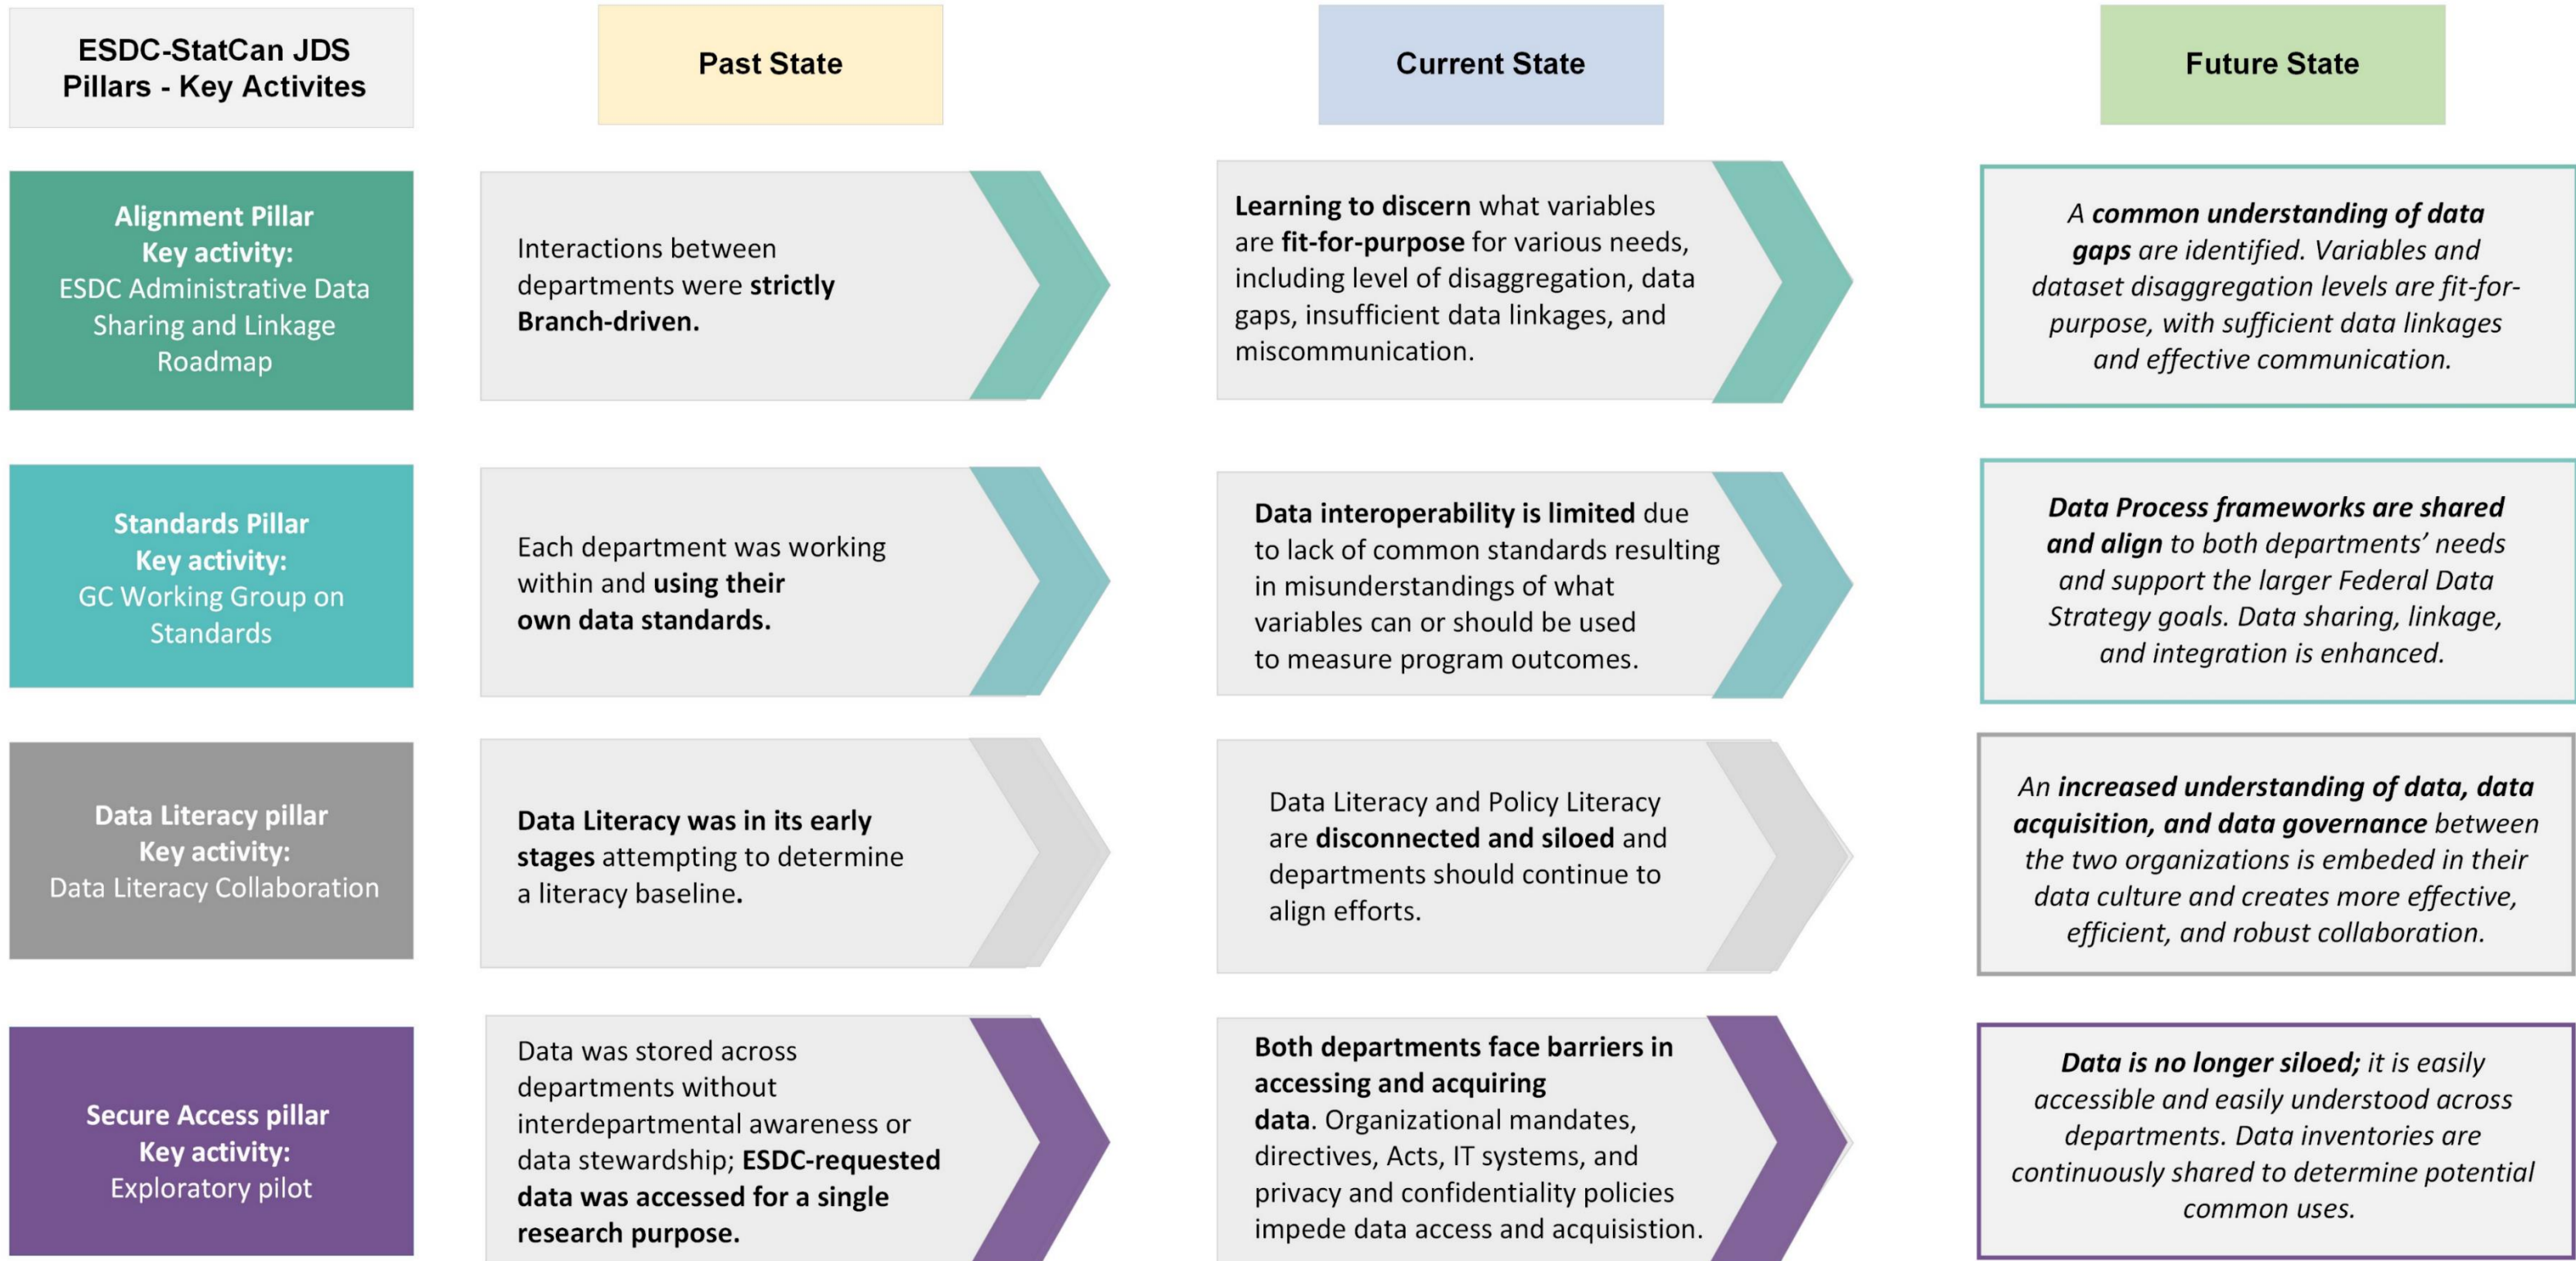 ESDC-StatCan JDS
Pillars - Key Activites
Past State
Current State
Future State
Alignment Pillar
Key activity:
ESDC Administrative Data
Sharing and Linkage
Roadmap
Interactions between
departments were strictly
Branch-driven.
Learning to discern what variables
are fit-for-purpose for various needs,
including level of disaggregation, data
gaps, insufficient data linkages, and
miscommunication.
A common understanding of data
gaps are identified. Variables and
dataset disaggregation levels are fit-for-
purpose, with sufficient data linkages
and effective communication.
Standards Pillar
Key activity:
GC Working Group on
Standards
Each department was working
within and using their
own data standards.
Data interoperability is limited due
to lack of common standards resulting
in misunderstandings of what
variables can or should be used
to measure program outcomes.
Data Process frameworks are shared
and align to both departments’ needs
and support the larger Federal Data
Strategy goals. Data sharing, linkage,
and integration is enhanced.
Data Literacy pillar
Key activity:
Data Literacy Collaboration
Data Literacy was in its early
stages attempting to determine
a literacy baseline.
Data Literacy and Policy Literacy
are disconnected and siloed and
departments should continue to
align efforts.
An increased understanding of data, data
acquisition, and data governance between
the two organizations is embeded in their
data culture and creates more effective,
efficient, and robust collaboration.
Secure Access pillar
Key activity:
Exploratory pilot
Data was stored across
departments without
interdepartmental awareness or
data stewardship; ESDC-requested
data was accessed for a single
research purpose.
Both departments face barriers in
accessing and acquiring
data. Organizational mandates,
directives, Acts, IT systems, and
privacy and confidentiality policies
impede data access and acquisistion.
Data is no longer siloed; it is easily
accessible and easily understood across
departments. Data inventories are
continuously shared to determine potential
common uses.